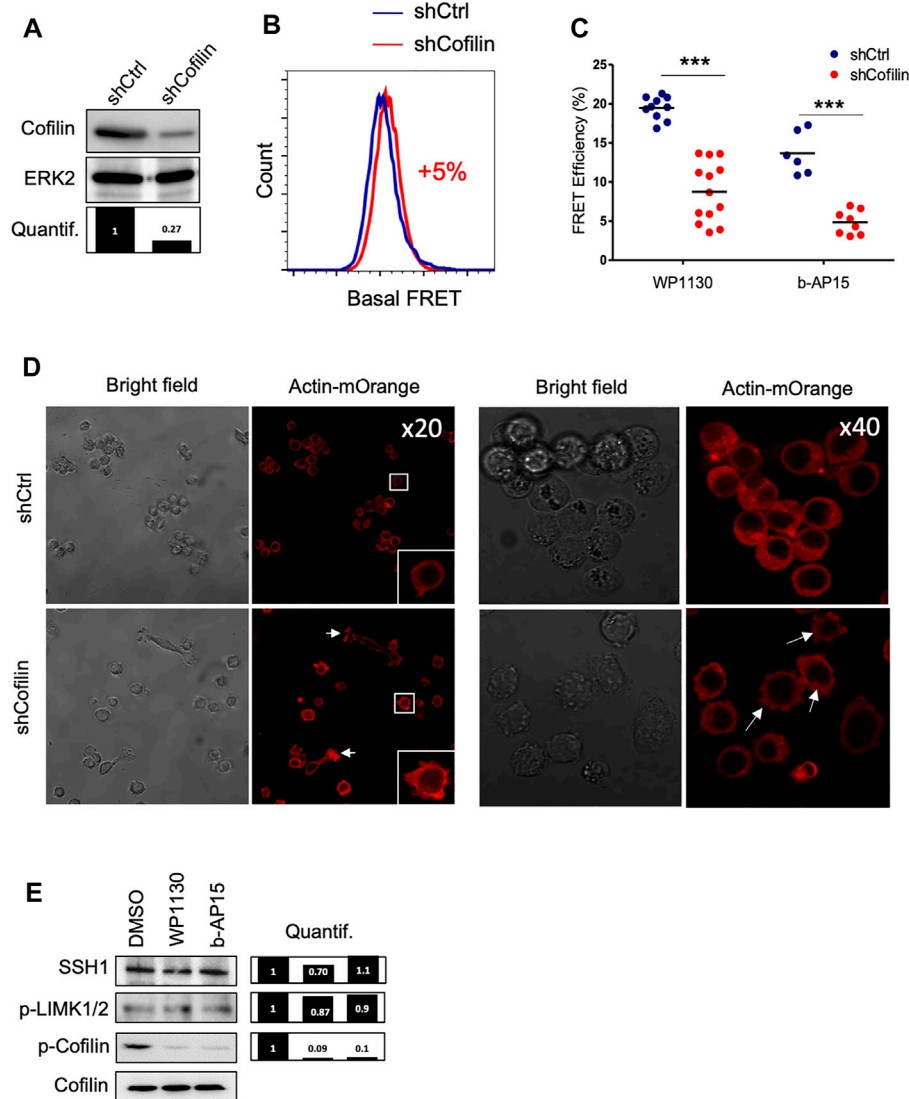 A
shCtrl
shCofilin
Cofilin
ERK2
Quantif.
1
0.27
B
shCtrl
shCofilin
Count
+5%
Basal FRET
C
shCtrl
shCofilin
***
***
FRET Efficiency (%)
25
20
15
10
5
0
WP1130
b-AP15
D
Bright field
Actin-mOrange
Bright field
Actin-mOrange
x20
x40
shCtrl
shCofilin
E
DMSO
WP1130
b-AP15
Quantif.
SSH1
1
0.70
1.1
p-LIMK1/2
1
0.87
0.9
p-Cofilin
1
0.09
0.1
Cofilin